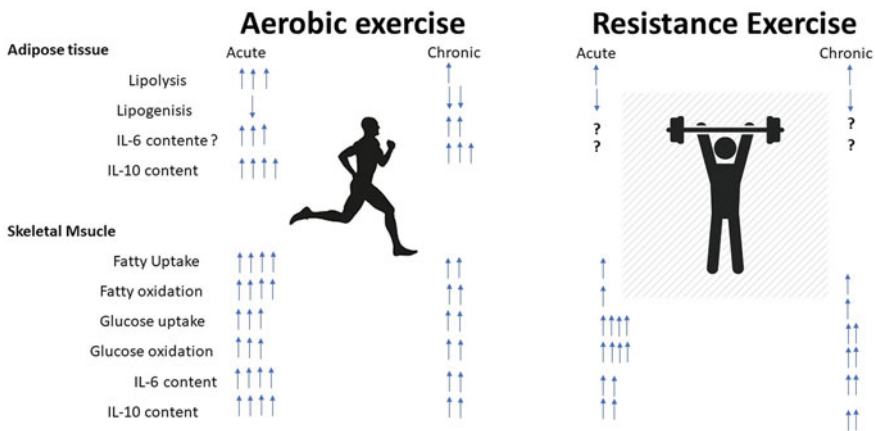 Aerobic exercise Resistance Exercise
Adipose tissue Acute Chronic Acute Chronic
Lipolysis
Lipogenisis
IL-6 contente ? ? ?
IL-10 content ? ?
Skeletal Msucle
Fatty Uptake
Fatty oxidation
Glucose uptake
Glucose oxidation
IL-6 content
IL-10 content